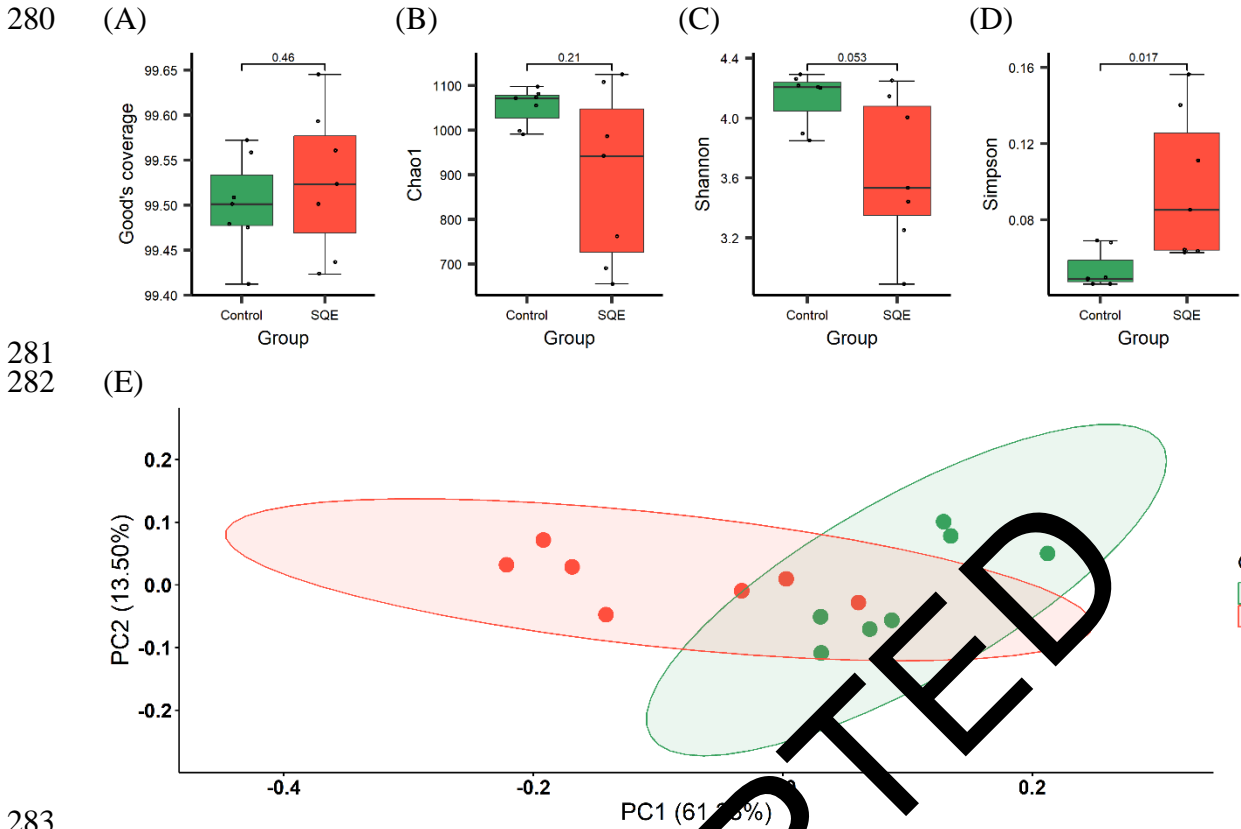 280 (A) (B) (C) (D)
0.46 0.21 0.053 0.017
Good's coverage
99.65
99.60
99.55
99.50
99.45
99.40
Control SQE
Group
Chao1
1100
1000
900
800
700
Control SQE
Group
Shannon
4.4
4.0
3.6
3.2
Control SQE
Group
Simpson
0.16
0.12
0.08
Control SQE
Group
281
282 (E)
PC2 (13.50%)
0.2
0.1
0.0
-0.1
-0.2
-0.4 -0.2 0.2
PC1
PTED
283